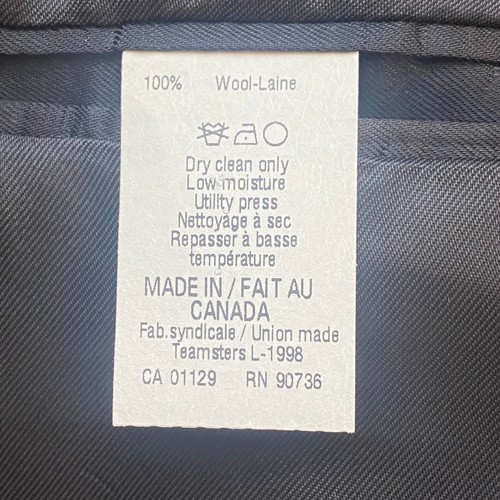 100% Wool-Laine
Dry clean only
Low moisture
Utility press
Nettoyage à sec
Repasser à basse
température
MADE IN / FAIT AU
CANADA
Fab.syndicale / Union made
Teamsters L-1998
CA 01129 RN 90736